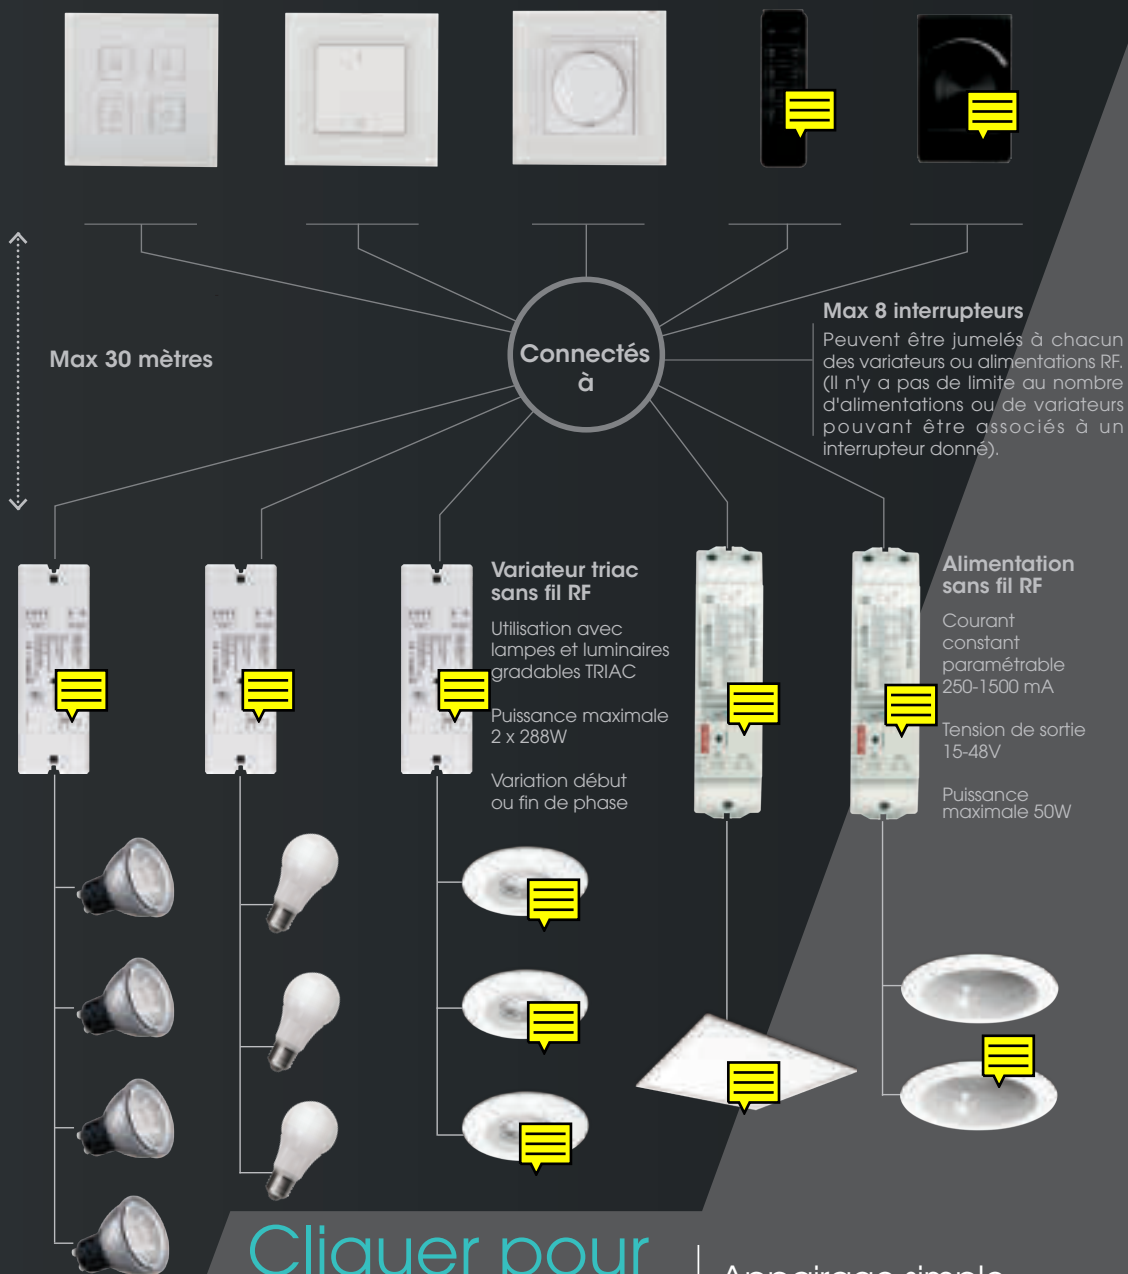 Max 30 mètres
Connectés
à
Max 8 interrupteurs
Peuvent être jumelés à chacun
des variateurs ou alimentations RF.
(Il n'y a pas de limite au nombre
d'alimentations ou de variateurs
pouvant être associés à un
interrupteur donné).
Variateur triac
sans fil RF
Utilisation avec
lampes et luminaires
gradables TRIAC
Puissance maximale
2 x 288W
Variation début
ou fin de phase
Alimentation
sans fil RF
Courant
constant
paramétrable
250-1500 mA
Tension de sortie
15-48V
Puissance
maximale 50W
Cliquer pour
Appairage simple